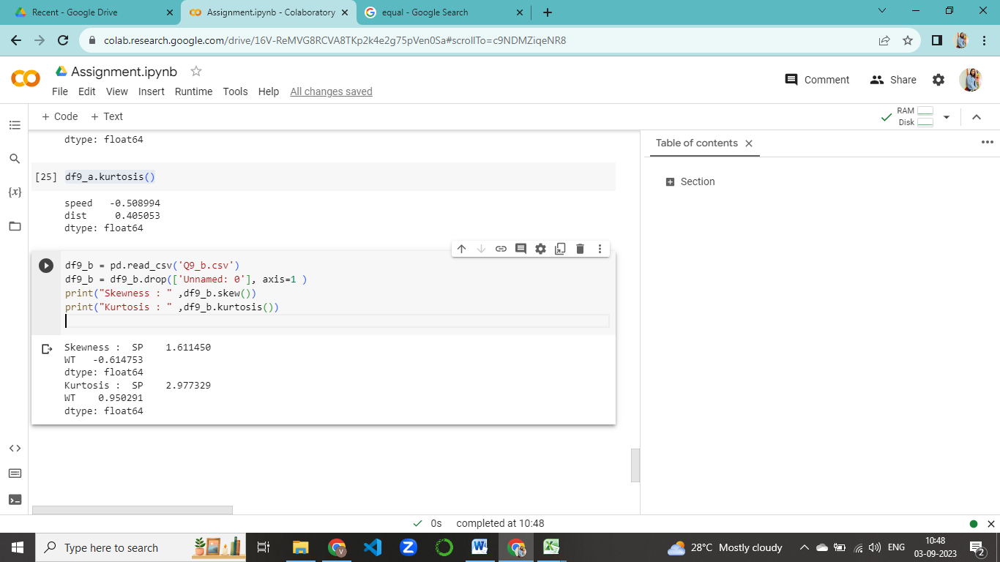 Recent - Google Drive
Assignment.ipynb - Colaboratory
equal - Google Search
colab.research.google.com/drive/16V-ReMVG8RCVA8TKp2k4e2g75pVen0Sa#scrollTo=c9NDMZiqeNR8
Assignment.ipynb
Comment
Share
File Edit View Insert Runtime Tools Help All changes saved
+ Code + Text
RAM
Disk
Table of contents
Section
dtype: float64
[25] df9_a.kurtosis()
speed -0.508994
dist 0.405053
dtype: float64
df9_b = pd.read_csv('Q9_b.csv')
df9_b = df9_b.drop(['Unnamed: 0'], axis=1 )
print("Skewness : " ,df9_b.skew())
print("Kurtosis : " ,df9_b.kurtosis())
Skewness : SP 1.611450
WT -0.614753
dtype: float64
Kurtosis : SP 2.977329
WT 0.950291
dtype: float64
{x}
0s completed at 10:48
Type here to search
V
28°C Mostly cloudy
ENG
10:48
03-09-2023
2